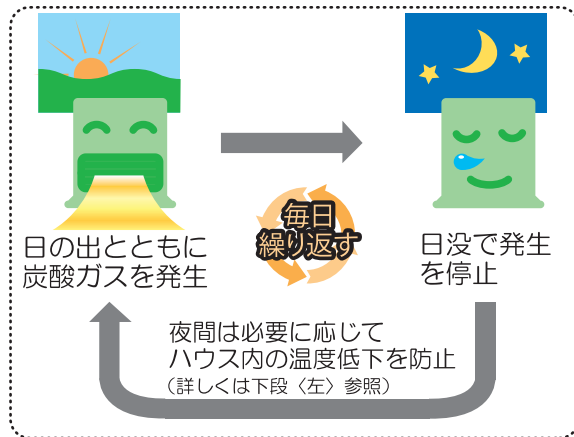 日の出とともに
炭酸ガスを発生
毎日
繰り返す
日没で発生
を停止
夜間は必要に応じて
ハウス内の温度低下を防止
（詳しくは下段〈左〉参照）